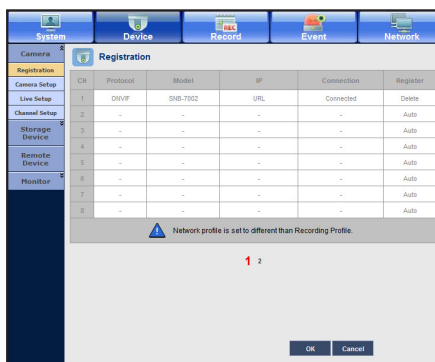 System Device Record Event Network
REC
Camera
Registration
Camera Setup
Live Setup
Channel Setup
Storage Device
Remote Device
Monitor
Registration
CH Protocol Model IP Connection Register
1 ONVIF SNB-7002 URL Connected Delete
2 - - - - Auto
3 - - - - Auto
4 - - - - Auto
5 - - - - Auto
6 - - - - Auto
7 - - - - Auto
8 - - - - Auto
Network profile is set to different than Recording Profile.
1 2
OK Cancel